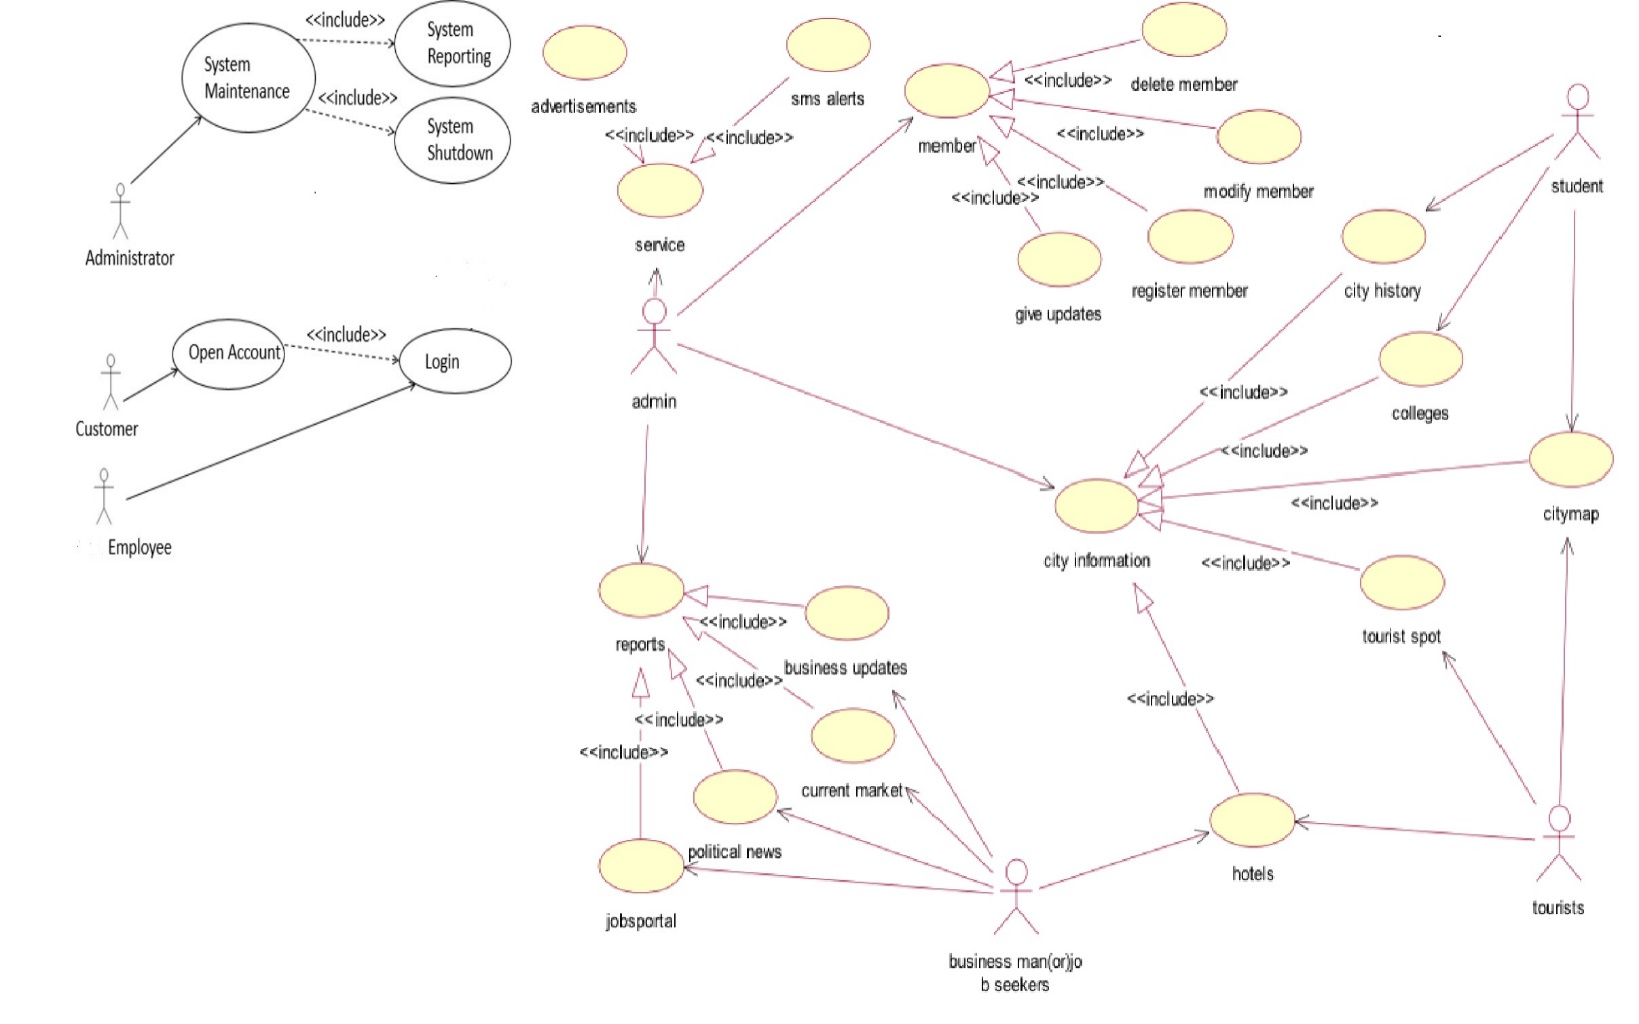 <<include>>
System
Reporting
System
Maintenance
<<include>>
System
Shutdown
Administrator
<<include>>
Open Account
Login
Customer
Employee
advertisements
sms alerts
<<include>>
<<include>>
service
admin
member
<<include>>
delete member
<<include>>
modify member
<<include>>
<<include>>
register member
give updates
student
city history
<<include>>
colleges
<<include>>
<<include>>
citymap
city information
<<include>>
tourist spot
<<include>>
reports
<<include>>
business updates
<<include>>
<<include>>
<<include>>
current market
political news
jobsportal
hotels
tourists
business man(or)jo
b seekers